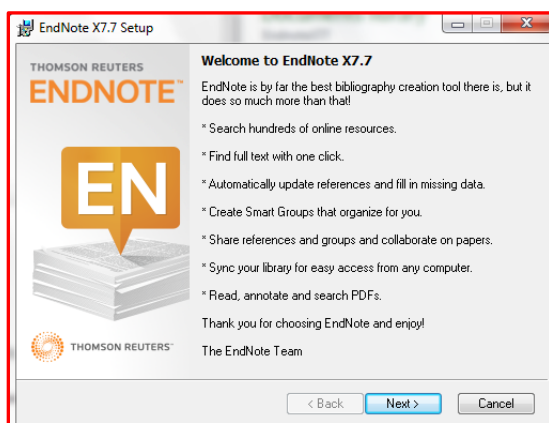 Documents library
EndNote X7.7 Setup
THOMSON REUTERS
ENDNOTE™
EN
THOMSON REUTERS™
Welcome to EndNote X7.7
EndNote is by far the best bibliography creation tool there is, but it
does so much more than that!
* Search hundreds of online resources.
* Find full text with one click.
* Automatically update references and fill in missing data.
* Create Smart Groups that organize for you.
* Share references and groups and collaborate on papers.
* Sync your library for easy access from any computer.
* Read, annotate and search PDFs.
Thank you for choosing EndNote and enjoy!
The EndNote Team
< Back
Next >
Cancel